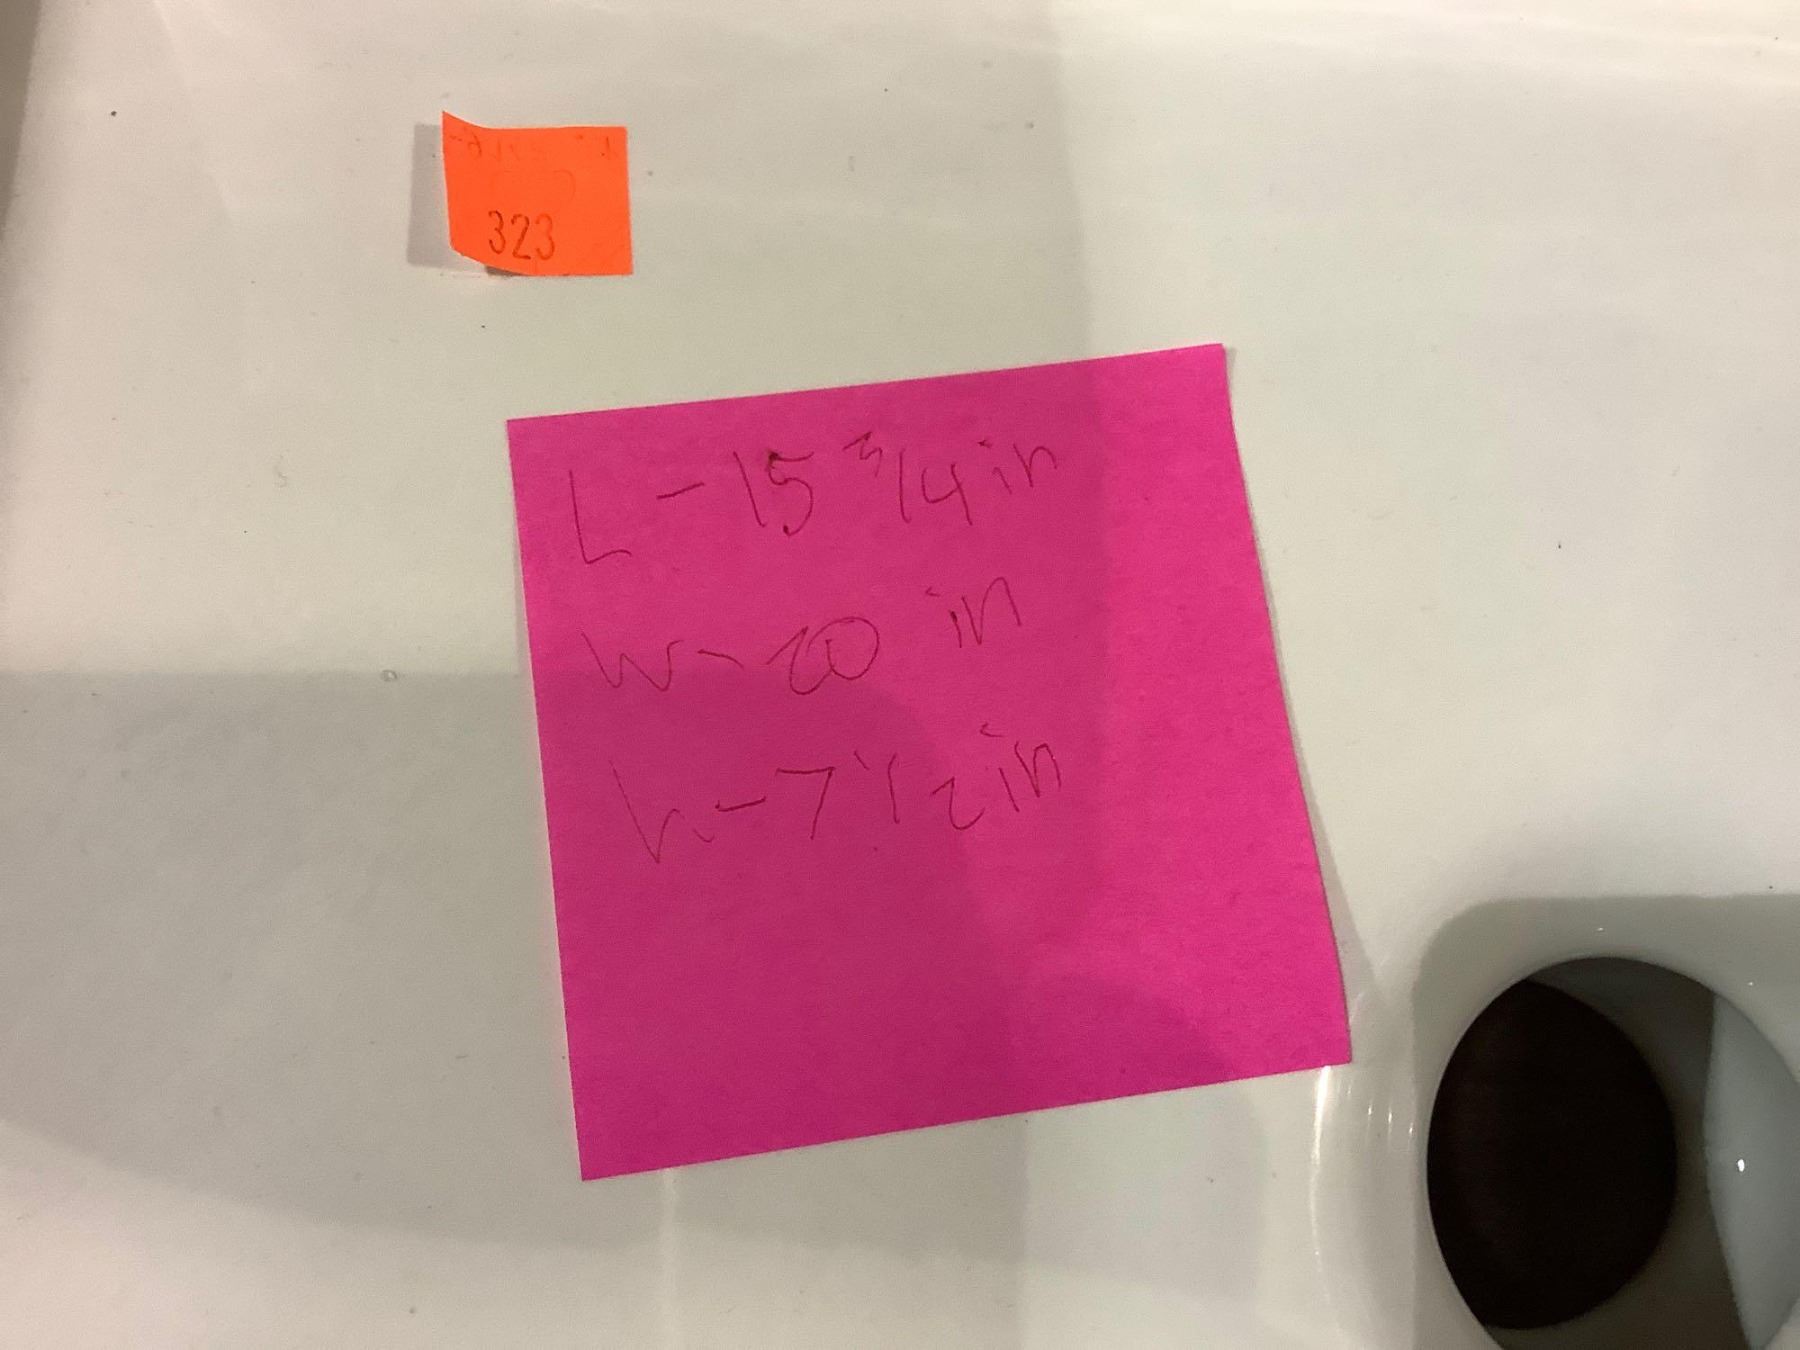 323
L - 15 3/4 in
W - 20 in
h - 7 1/2 in